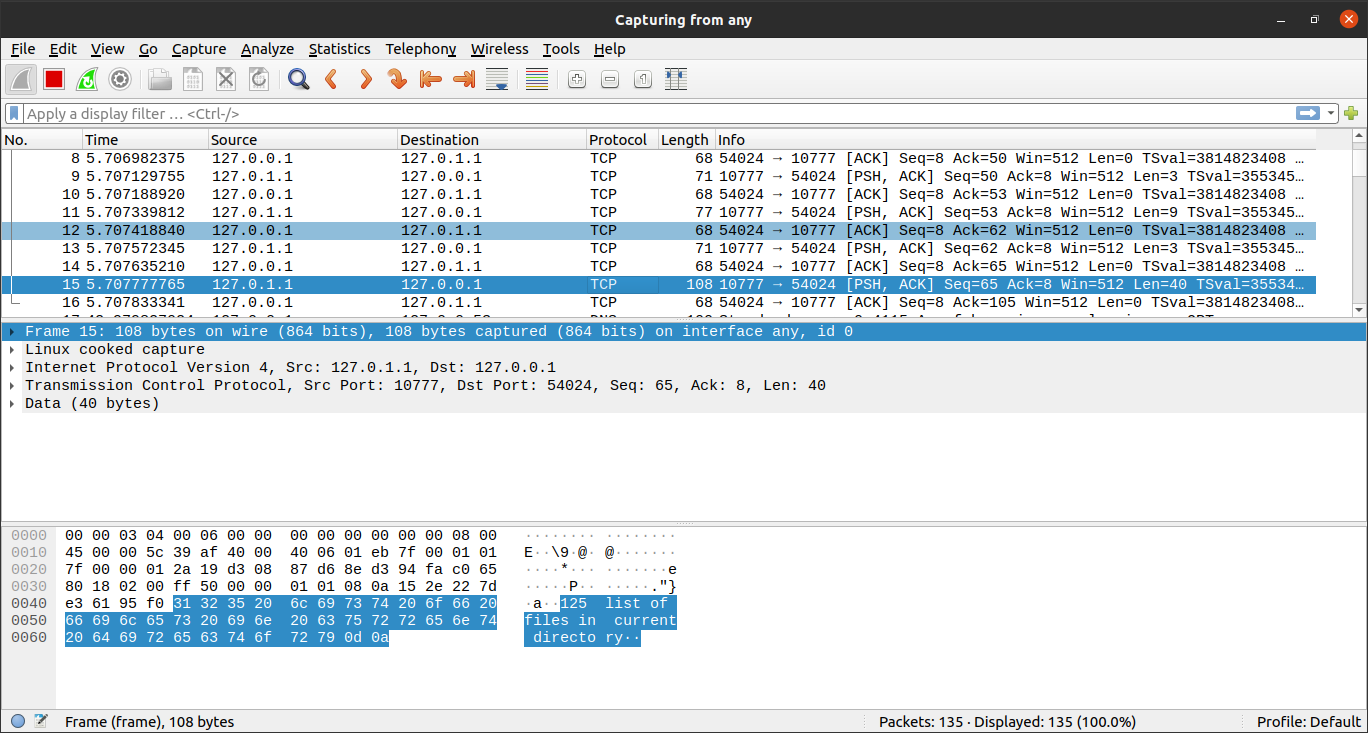 Capturing from any
File Edit View Go Capture Analyze Statistics Telephony Wireless Tools Help
Apply a display filter … <Ctrl-/>
No. Time Source Destination Protocol Length Info
8 5.706982375 127.0.0.1 127.0.1.1 TCP 68 54024 → 10777 [ACK] Seq=8 Ack=50 Win=512 Len=0 TSval=3814823408 …
9 5.707129755 127.0.1.1 127.0.0.1 TCP 71 10777 → 54024 [PSH, ACK] Seq=50 Ack=8 Win=512 Len=3 TSval=355345…
10 5.707188920 127.0.0.1 127.0.1.1 TCP 68 54024 → 10777 [ACK] Seq=8 Ack=53 Win=512 Len=0 TSval=3814823408 …
11 5.707339812 127.0.1.1 127.0.0.1 TCP 77 10777 → 54024 [PSH, ACK] Seq=53 Ack=8 Win=512 Len=9 TSval=355345…
12 5.707418840 127.0.0.1 127.0.1.1 TCP 68 54024 → 10777 [ACK] Seq=8 Ack=62 Win=512 Len=0 TSval=3814823408 …
13 5.707572345 127.0.1.1 127.0.0.1 TCP 71 10777 → 54024 [PSH, ACK] Seq=62 Ack=8 Win=512 Len=3 TSval=355345…
14 5.707635210 127.0.0.1 127.0.1.1 TCP 68 54024 → 10777 [ACK] Seq=8 Ack=65 Win=512 Len=0 TSval=3814823408 …
15 5.707777765 127.0.1.1 127.0.0.1 TCP 108 10777 → 54024 [PSH, ACK] Seq=65 Ack=8 Win=512 Len=40 TSval=35534…
16 5.707833341 127.0.0.1 127.0.1.1 TCP 68 54024 → 10777 [ACK] Seq=8 Ack=105 Win=512 Len=0 TSval=3814823408…
Frame 15: 108 bytes on wire (864 bits), 108 bytes captured (864 bits) on interface any, id 0
Linux cooked capture
Internet Protocol Version 4, Src: 127.0.1.1, Dst: 127.0.0.1
Transmission Control Protocol, Src Port: 10777, Dst Port: 54024, Seq: 65, Ack: 8, Len: 40
Data (40 bytes)
0000 00 00 03 04 00 06 00 00 00 00 00 00 00 00 08 00 ········ ········
0010 45 00 00 5c 39 af 40 00 40 06 01 eb 7f 00 01 01 E··\9·@· @·······
0020 7f 00 00 01 2a 19 d3 08 87 d6 8e d3 94 fa c0 65 ····*··· ·······e
0030 80 18 02 00 ff 50 00 00 01 01 08 0a 15 2e 22 7d ·····P·· ·····."}
0040 e3 61 95 f0 31 32 35 20 6c 69 73 74 20 6f 66 20 ·a··125 list of
0050 66 69 6c 65 73 20 69 6e 20 63 75 72 72 65 6e 74 files in current
0060 20 64 69 72 65 63 74 6f 72 79 0d 0a directo ry··
Frame (frame), 108 bytes Packets: 135 · Displayed: 135 (100.0%) Profile: Default